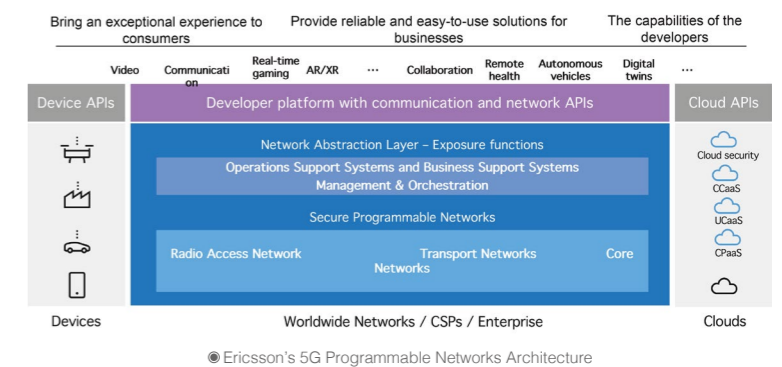 Bring an exceptional experience to
consumers
Provide reliable and easy-to-use solutions for
businesses
The capabilities of the
developers
Video
Communicati
on
Real-time
gaming
AR/XR
...
Collaboration
Remote
health
Autonomous
vehicles
Digital
twins
...
Device APIs
Developer platform with communication and network APIs
Cloud APIs
Network Abstraction Layer – Exposure functions
Operations Support Systems and Business Support Systems
Management & Orchestration
Secure Programmable Networks
Radio Access Network
Transport Networks
Core
Networks
Cloud security
CCaaS
UCaaS
CPaaS
Devices
Worldwide Networks / CSPs / Enterprise
Clouds
◉ Ericsson's 5G Programmable Networks Architecture